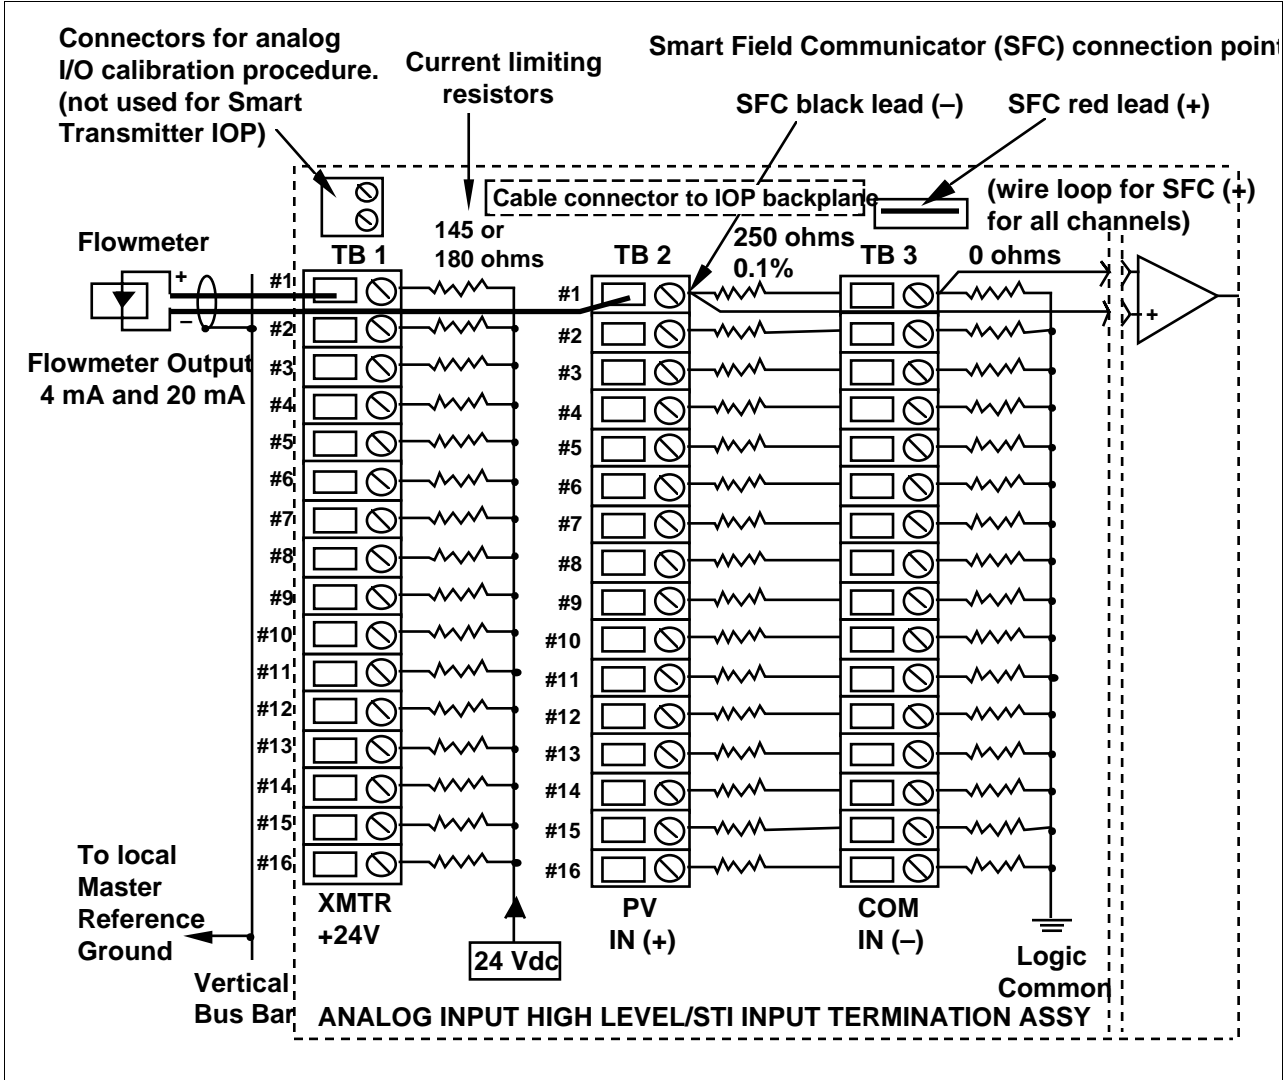 Connectors for analog
I/O calibration procedure.
(not used for Smart
Transmitter IOP)
Current limiting
resistors
Smart Field Communicator (SFC) connection point
SFC black lead (–)
SFC red lead (+)
Cable connector to IOP backplane
(wire loop for SFC (+)
for all channels)
145 or
180 ohms
250 ohms
0.1%
0 ohms
Flowmeter
TB 1
TB 2
TB 3
+
–
+
Flowmeter Output
4 mA and 20 mA
#1
#2
#3
#4
#5
#6
#7
#8
#9
#10
#11
#12
#13
#14
#15
#16
#1
#2
#3
#4
#5
#6
#7
#8
#9
#10
#11
#12
#13
#14
#15
#16
To local
Master
Reference
Ground
XMTR
+24V
24 Vdc
PV
IN (+)
COM
IN (–)
Logic
Common
Vertical
Bus Bar
ANALOG INPUT HIGH LEVEL/STI INPUT TERMINATION ASSY